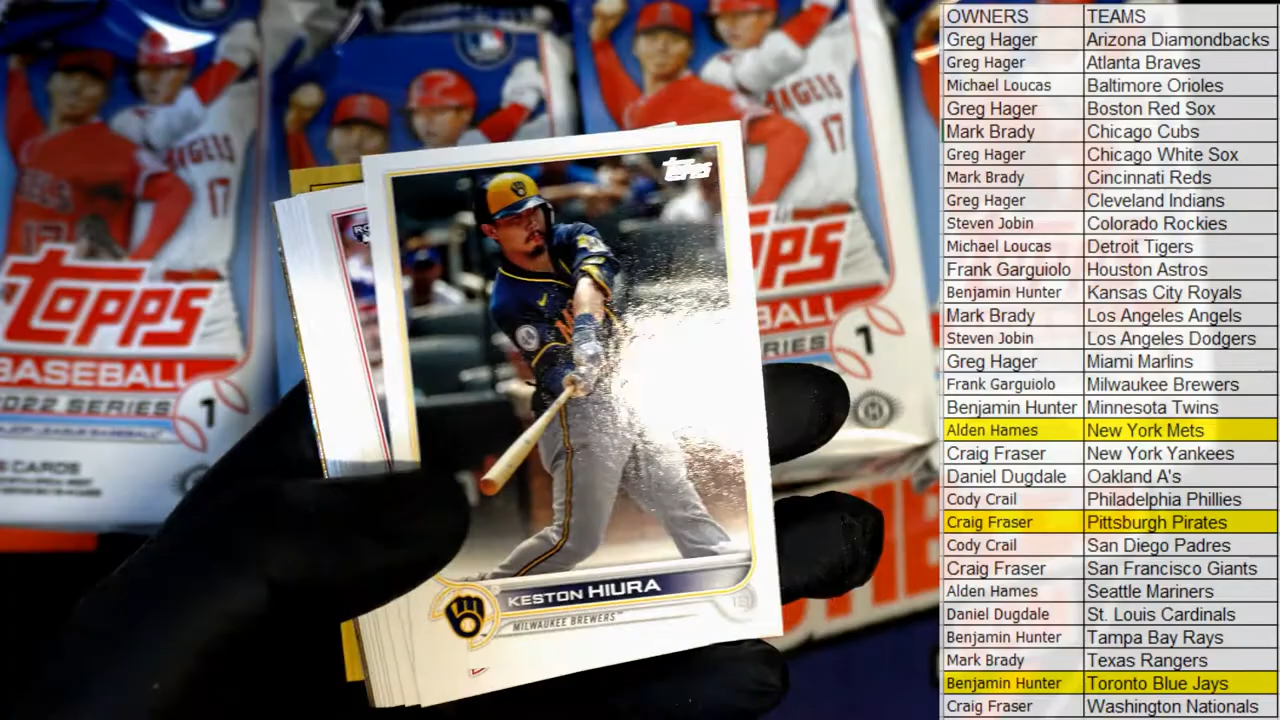 TOPPS
BASEBALL
2022 SERIES
1
ANGELS
17
ANGELS
17
1
topps
KESTON HIURA
MILWAUKEE BREWERS
OWNERS TEAMS
Greg Hager Arizona Diamondbacks
Greg Hager Atlanta Braves
Michael Loucas Baltimore Orioles
Greg Hager Boston Red Sox
Mark Brady Chicago Cubs
Greg Hager Chicago White Sox
Mark Brady Cincinnati Reds
Greg Hager Cleveland Indians
Steven Jobin Colorado Rockies
Michael Loucas Detroit Tigers
Frank Garguiolo Houston Astros
Benjamin Hunter Kansas City Royals
Mark Brady Los Angeles Angels
Steven Jobin Los Angeles Dodgers
Greg Hager Miami Marlins
Frank Garguiolo Milwaukee Brewers
Benjamin Hunter Minnesota Twins
Alden Hames New York Mets
Craig Fraser New York Yankees
Daniel Dugdale Oakland A's
Cody Crail Philadelphia Phillies
Craig Fraser Pittsburgh Pirates
Cody Crail San Diego Padres
Craig Fraser San Francisco Giants
Alden Hames Seattle Mariners
Daniel Dugdale St. Louis Cardinals
Benjamin Hunter Tampa Bay Rays
Mark Brady Texas Rangers
Benjamin Hunter Toronto Blue Jays
Craig Fraser Washington Nationals